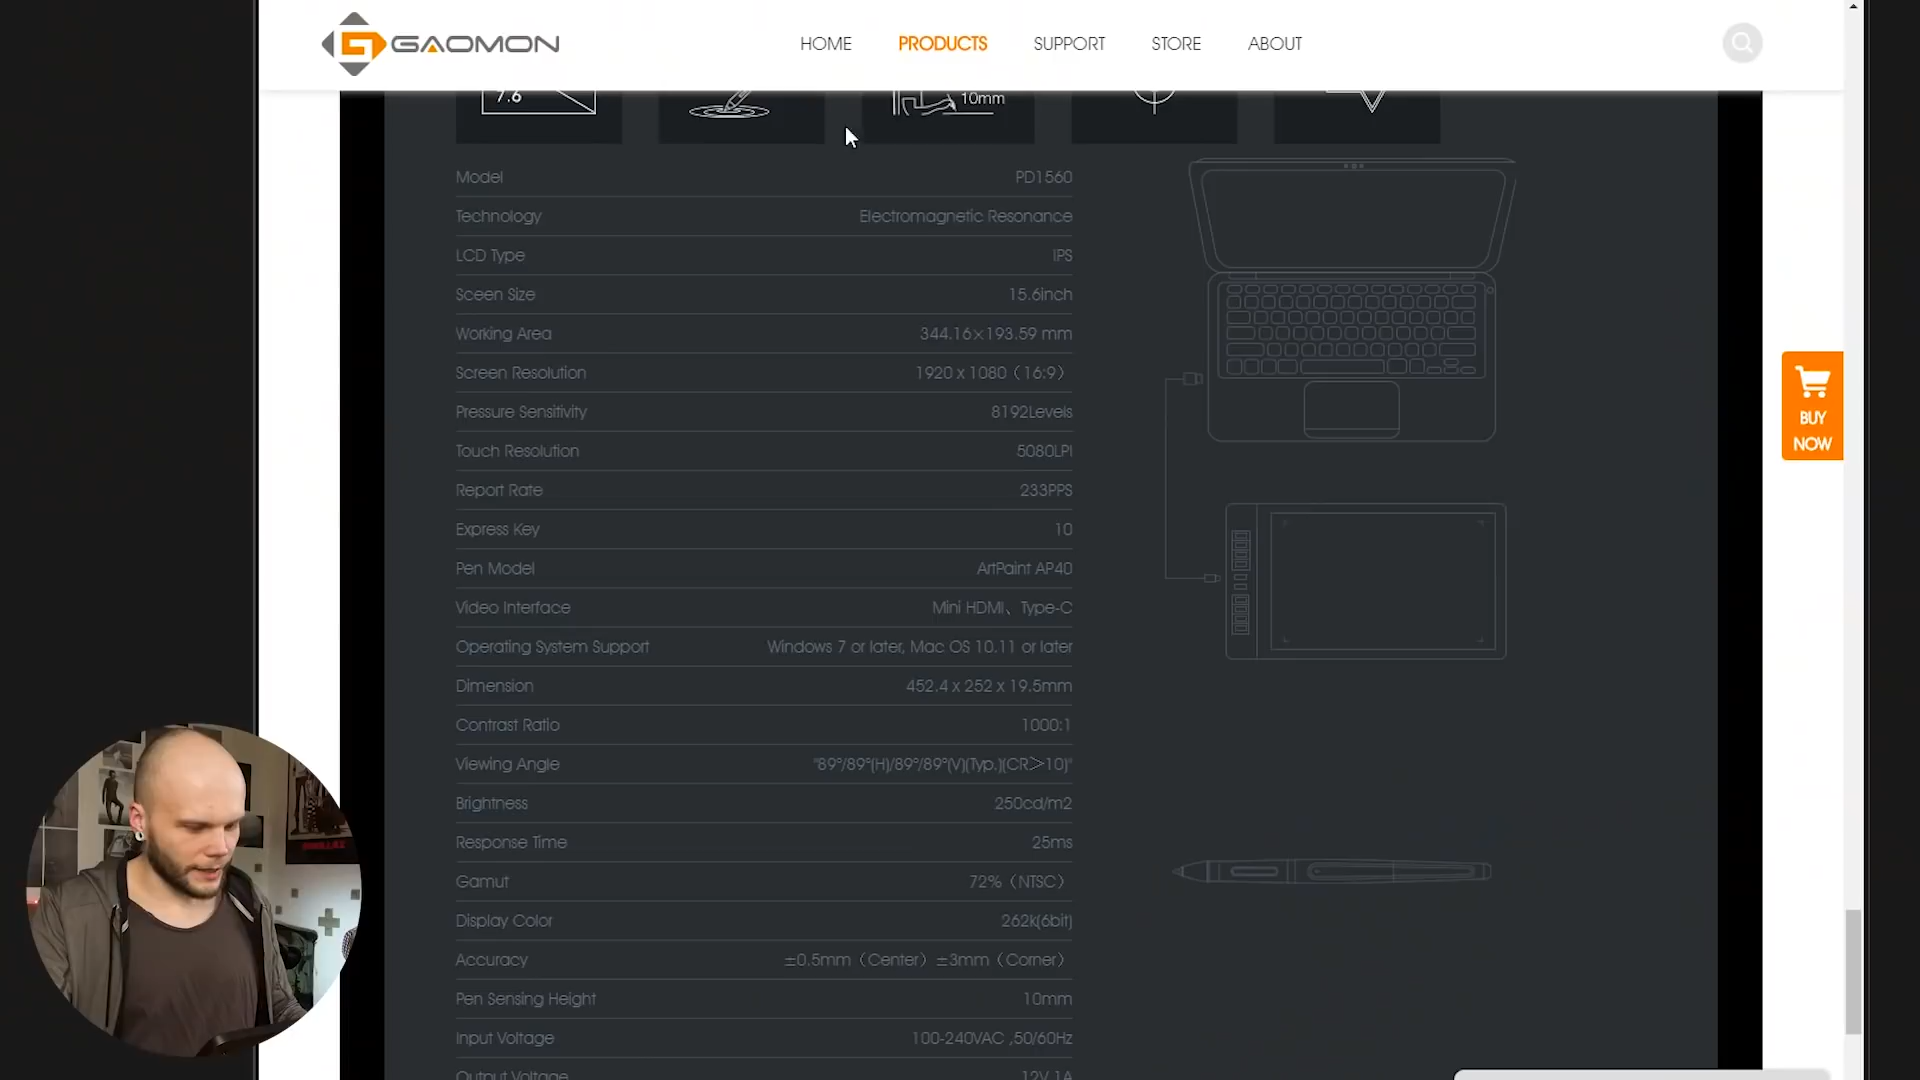 GAOMON
HOME PRODUCTS SUPPORT STORE ABOUT
7.6
10mm
Model PD1560
Technology Electromagnetic Resonance
LCD Type IPS
Sceen Size 15.6inch
Working Area 344.16×193.59 mm
Screen Resolution 1920 x 1080（16:9）
Pressure Sensitivity 8192Levels
Touch Resolution 5080LPI
Report Rate 233PPS
Express Key 10
Pen Model ArtPaint AP40
Video Interface Mini HDMI、Type-C
Operating System Support Windows 7 or later, Mac OS 10.11 or later
Dimension 452.4 x 252 x 19.5mm
Contrast Ratio 1000:1
Viewing Angle "89°/89°(H)/89°/89°(V)(Typ.)(CR＞10)"
Brightness 250cd/m2
Response Time 25ms
Gamut 72%（NTSC）
Display Color 262k(6bit)
Accuracy ±0.5mm（Center）±3mm（Corner）
Pen Sensing Height 10mm
Input Voltage 100-240VAC ,50/60Hz
Output Voltage 12V 1A
BUY
NOW